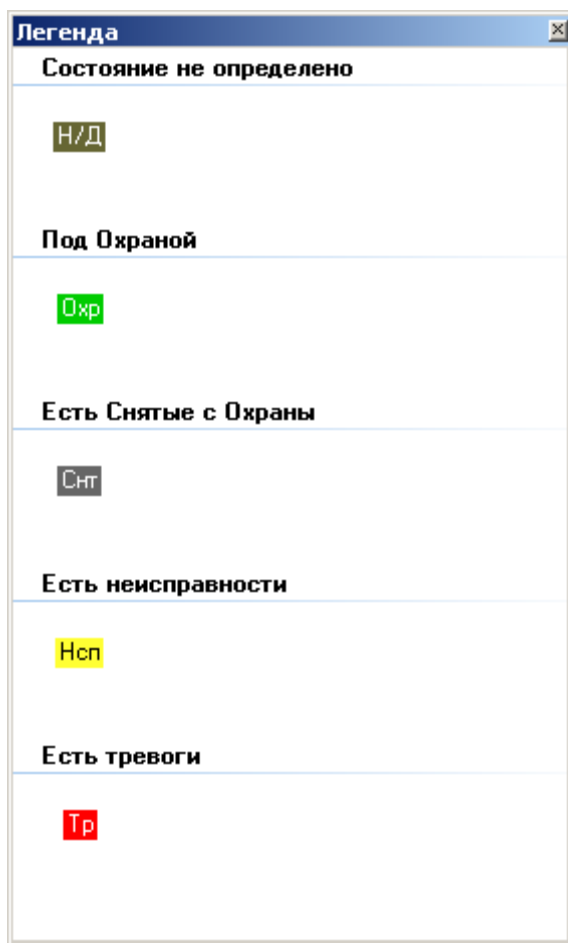 Легенда
Состояние не определено
Н/Д
Под Охраной
Охр
Есть Снятые с Охраны
Снт
Есть неисправности
Нсп
Есть тревоги
Тр